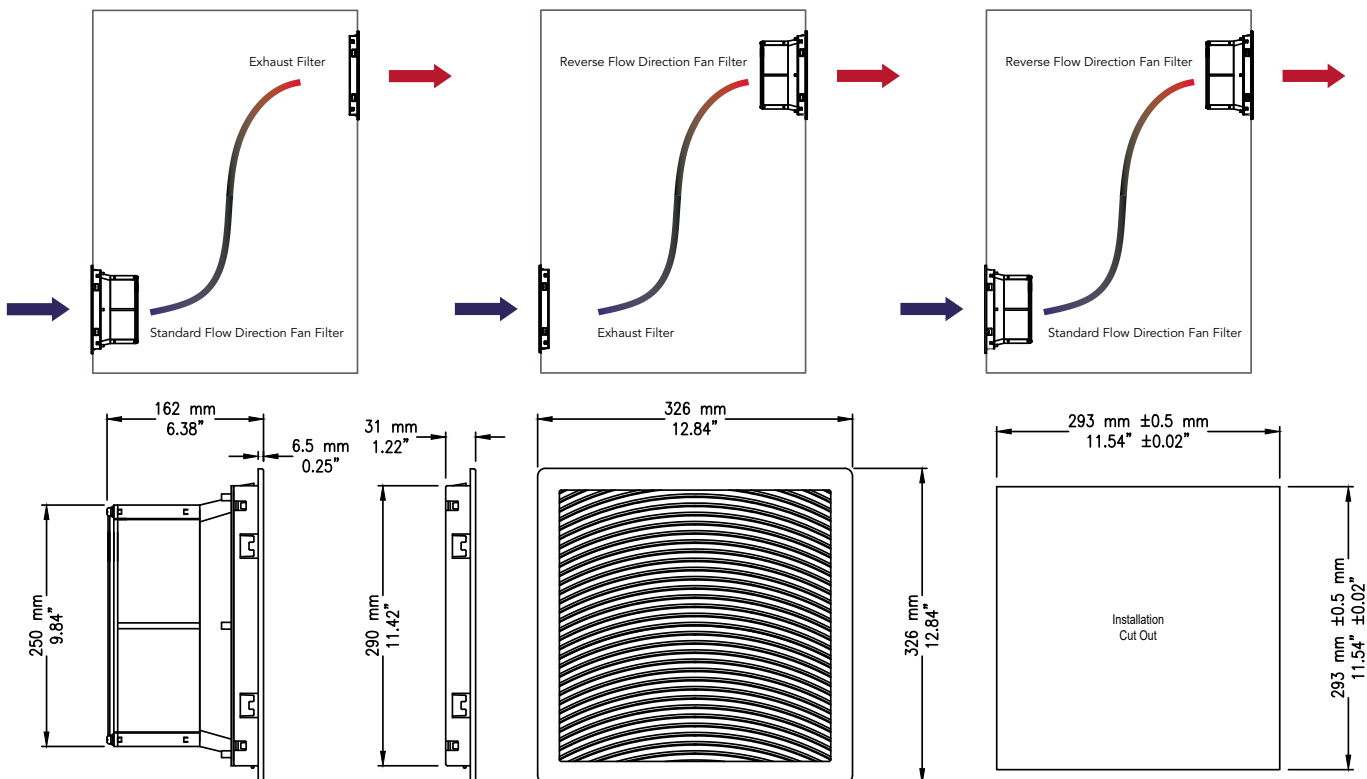 Exhaust Filter
Standard Flow Direction Fan Filter
Reverse Flow Direction Fan Filter
Exhaust Filter
Reverse Flow Direction Fan Filter
Standard Flow Direction Fan Filter
162 mm
6.38”
6.5 mm
0.25”
250 mm
9.84”
31 mm
1.22”
290 mm
11.42”
326 mm
12.84”
326 mm
12.84”
293 mm ±0.5 mm
11.54” ±0.02”
Installation
Cut Out
293 mm ±0.5 mm
11.54” ±0.02”